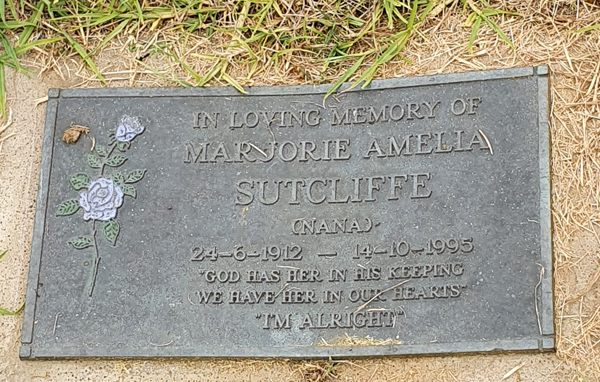 IN LOVING MEMORY OF
MARJORIE AMELIA
SUTCLIFFE
(NANA)
24-6-1912 — 14-10-1995
"GOD HAS HER IN HIS KEEPING
WE HAVE HER IN OUR HEARTS"
"I'M ALRIGHT"